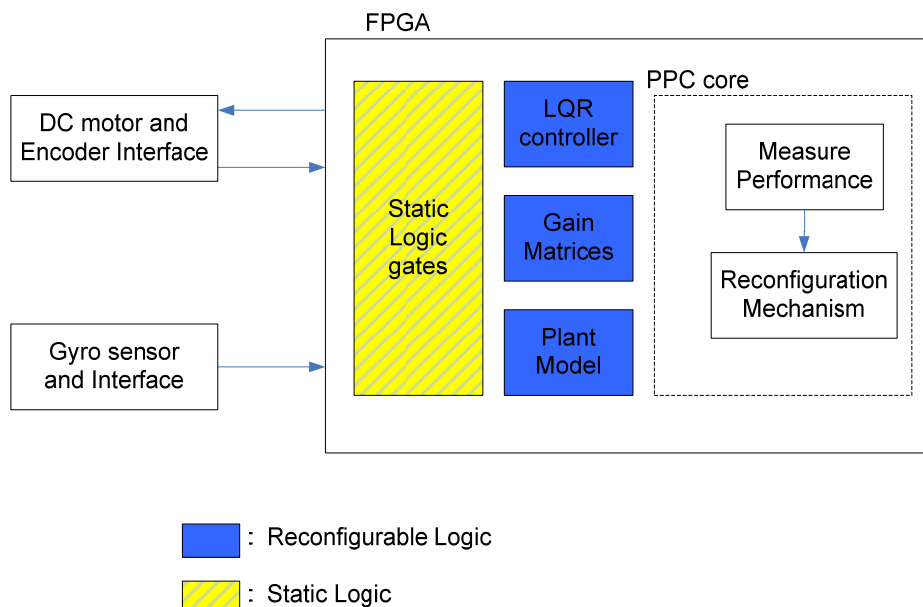 FPGA
PPC core
DC motor and
Encoder Interface
Static
Logic
gates
LQR
controller
Measure
Performance
Gain
Matrices
Reconfiguration
Mechanism
Gyro sensor
and Interface
Plant
Model
: Reconfigurable Logic
: Static Logic